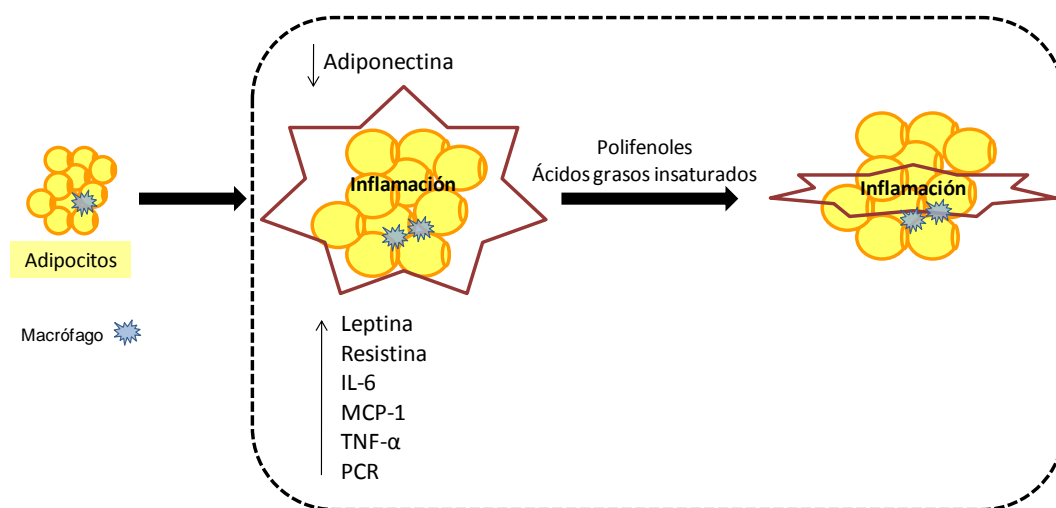 Adiponectina
Polifenoles
Ácidos grasos insaturados
Inflamación
Inflamación
Adipocitos
Macrófago
Leptina
Resistina
IL-6
MCP-1
TNF-α
PCR